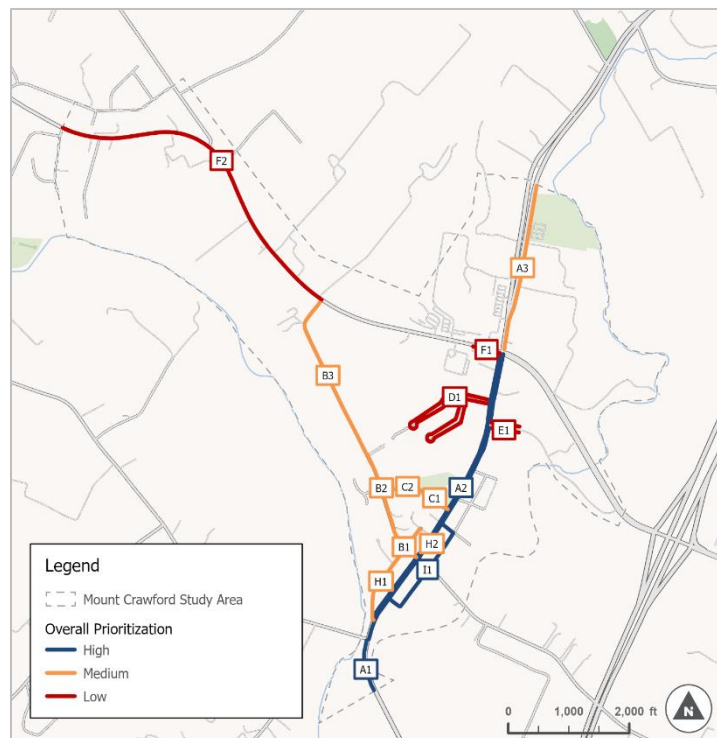 F2
A3
F1
B3
D1
E1
B2
C2
A2
C1
B1
H2
I1
H1
A1
Legend
Mount Crawford Study Area
Overall Prioritization
High
Medium
Low
0 1,000 2,000 ft
N